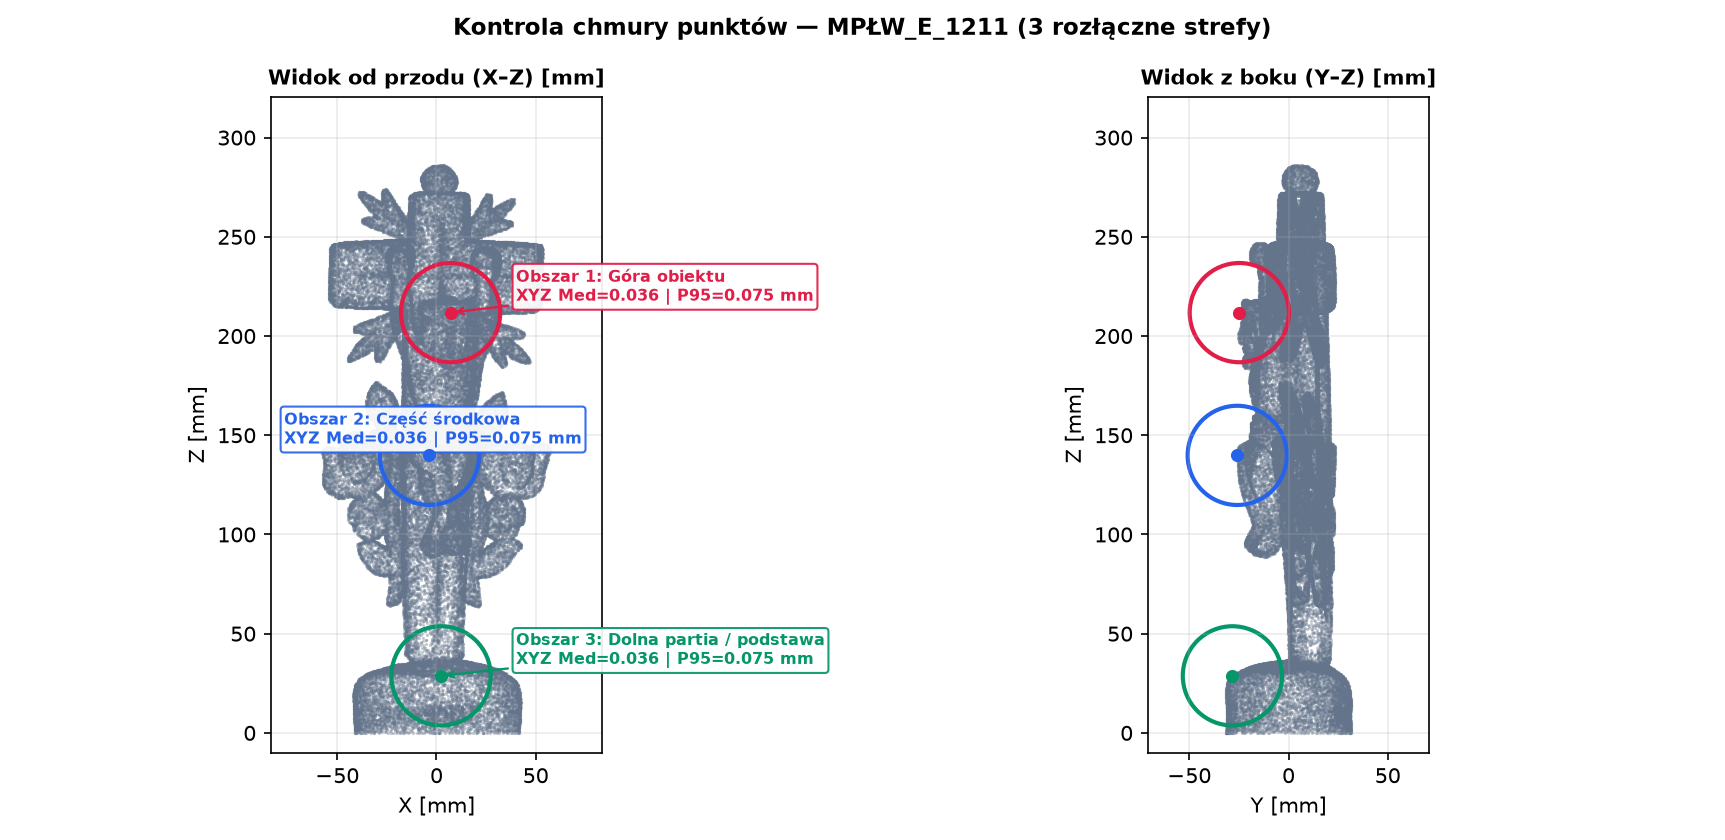 Kontrola chmury punktów — MPŁW_E_1211 (3 rozłączne strefy)
Widok od przodu (X–Z) [mm]
300
250
200
150
100
50
0
Z [mm]
−50
0
50
X [mm]
Obszar 1: Góra obiektu
XYZ Med=0.036 | P95=0.075 mm
Obszar 2: Część środkowa
XYZ Med=0.036 | P95=0.075 mm
Obszar 3: Dolna partia / podstawa
XYZ Med=0.036 | P95=0.075 mm
Widok z boku (Y–Z) [mm]
300
250
200
150
100
50
0
Z [mm]
−50
0
50
Y [mm]